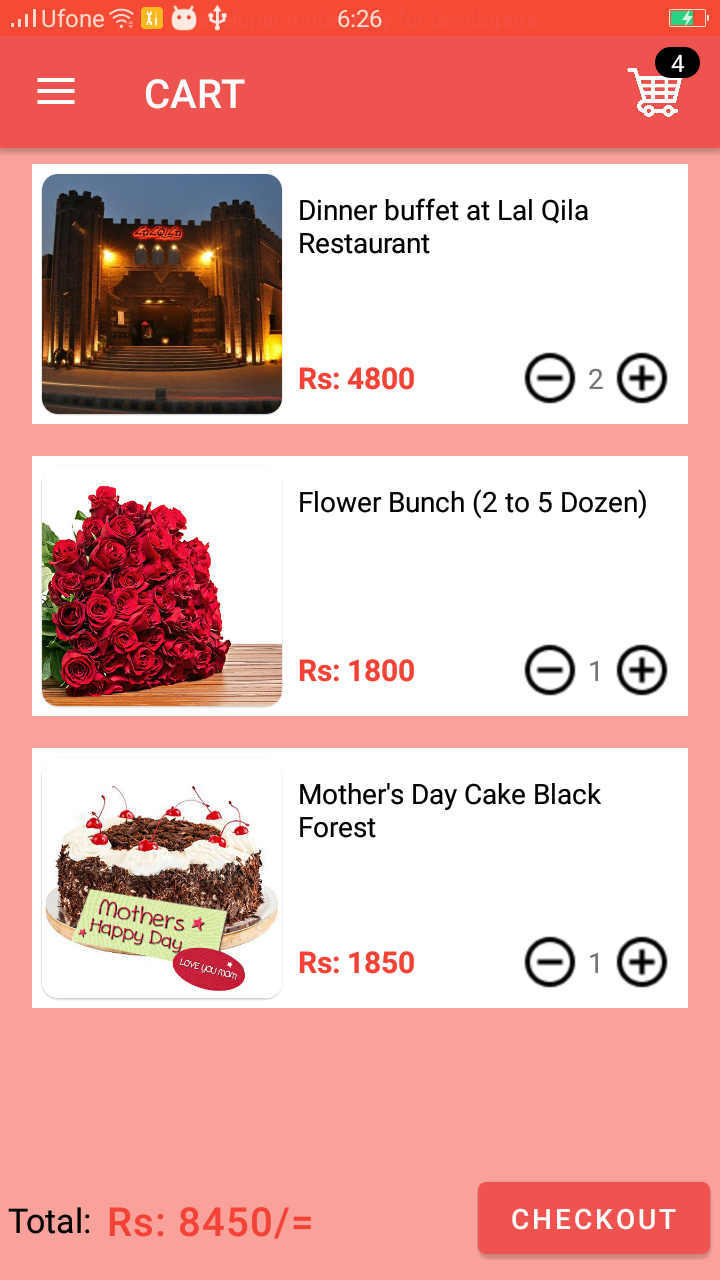 Ufone
6:26
CART
4
LALQILA
Dinner buffet at Lal Qila
Restaurant
Rs: 4800
2
Flower Bunch (2 to 5 Dozen)
Rs: 1800
1
Mothers
Happy Day
LOVE YOU MOM
Mother's Day Cake Black
Forest
Rs: 1850
1
Total: Rs: 8450/=
CHECKOUT